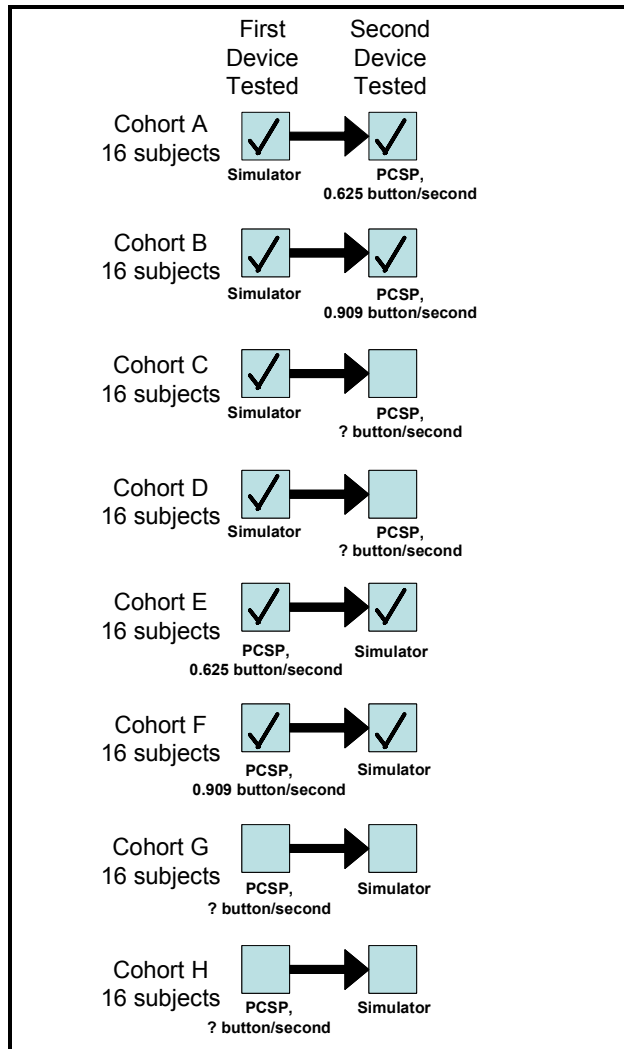 First
Device
Tested
Second
Device
Tested
Cohort A
16 subjects
Simulator
PCSP,
0.625 button/second
Cohort B
16 subjects
Simulator
PCSP,
0.909 button/second
Cohort C
16 subjects
Simulator
PCSP,
? button/second
Cohort D
16 subjects
Simulator
PCSP,
? button/second
Cohort E
16 subjects
PCSP,
0.625 button/second
Simulator
Cohort F
16 subjects
PCSP,
0.909 button/second
Simulator
Cohort G
16 subjects
PCSP,
? button/second
Simulator
Cohort H
16 subjects
PCSP,
? button/second
Simulator